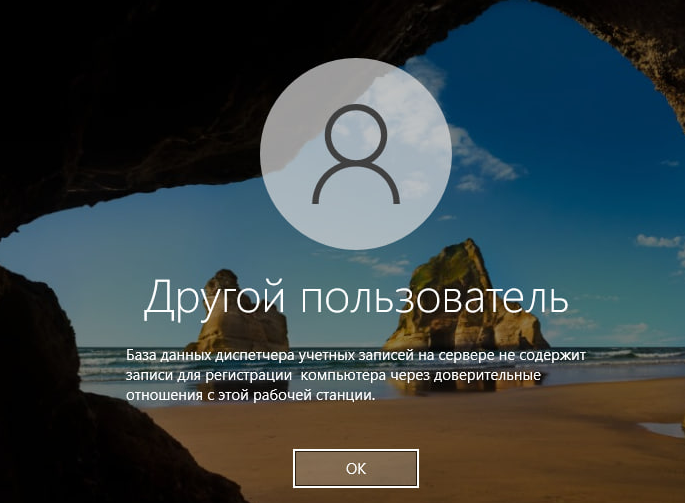 Другой пользователь
База данных диспетчера учетных записей на сервере не содержит
записи для регистрации  компьютера через доверительные
отношения с этой рабочей станции.
ОК